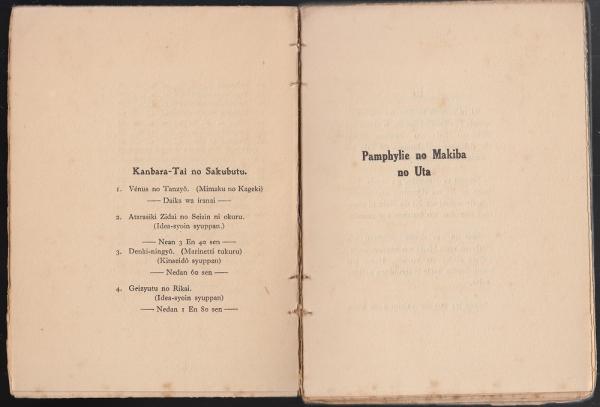 Kanbara-Tai no Sakubutu.
1. Vénus no Tanzyô. (Mimaku no Kageki)
Daika wa iranai
2. Atarasiki Zidai no Seizin ni okuru.
(Idea-syoin syuppan.)
Nean 3 En 40 sen
3. Denki-ningyô. (Marinetti tukuru)
(Kinseidô syuppan)
Nedan 60 sen
4. Geizyutu no Rikai.
(Idea-syoin syuppan)
Nedan 1 En 80 sen
Pamphylie no Makiba
no Uta